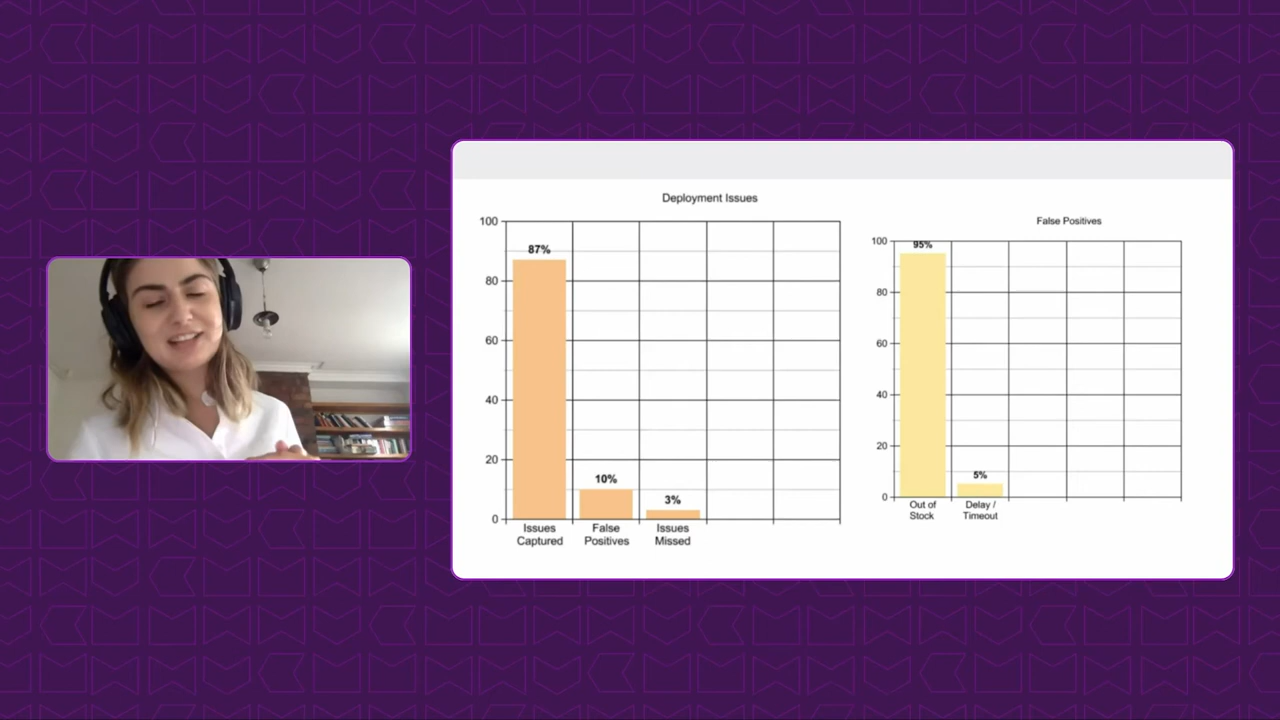 Deployment Issues
100
87%
80
60
40
20
10%
3%
0
Issues
Captured
False
Positives
Issues
Missed
False Positives
100
95%
80
60
40
20
5%
0
Out of
Stock
Delay /
Timeout